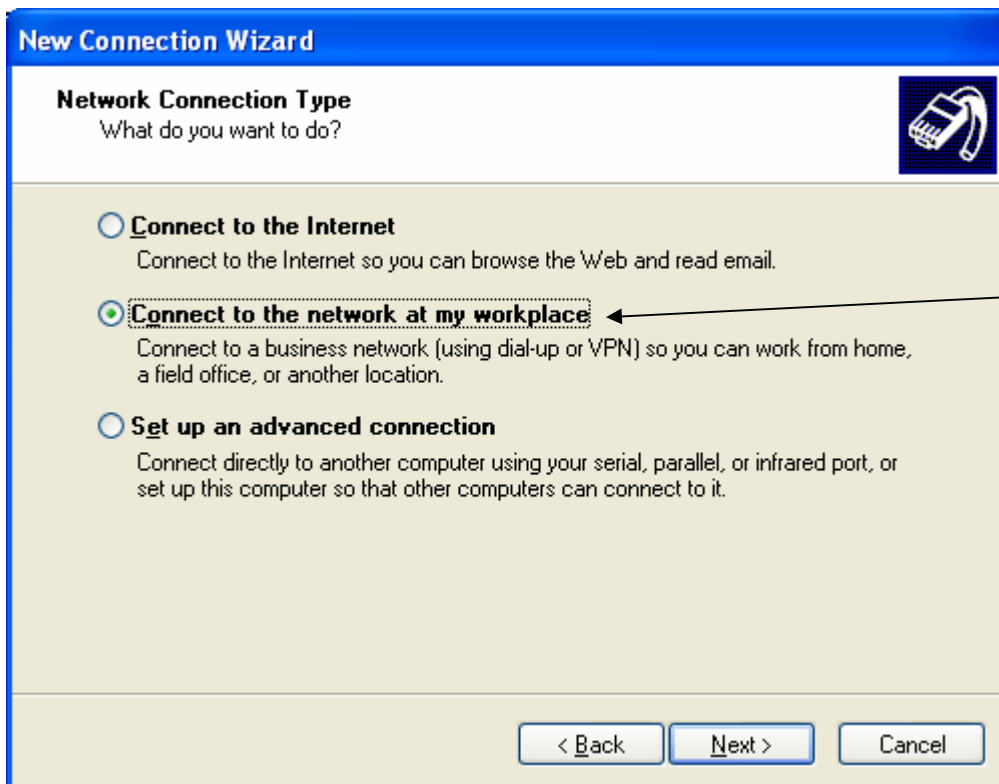 New Connection Wizard
Network Connection Type
What do you want to do?
Connect to the Internet
Connect to the Internet so you can browse the Web and read email.
Connect to the network at my workplace
Connect to a business network (using dial-up or VPN) so you can work from home,
a field office, or another location.
Set up an advanced connection
Connect directly to another computer using your serial, parallel, or infrared port, or
set up this computer so that other computers can connect to it.
< Back Next > Cancel